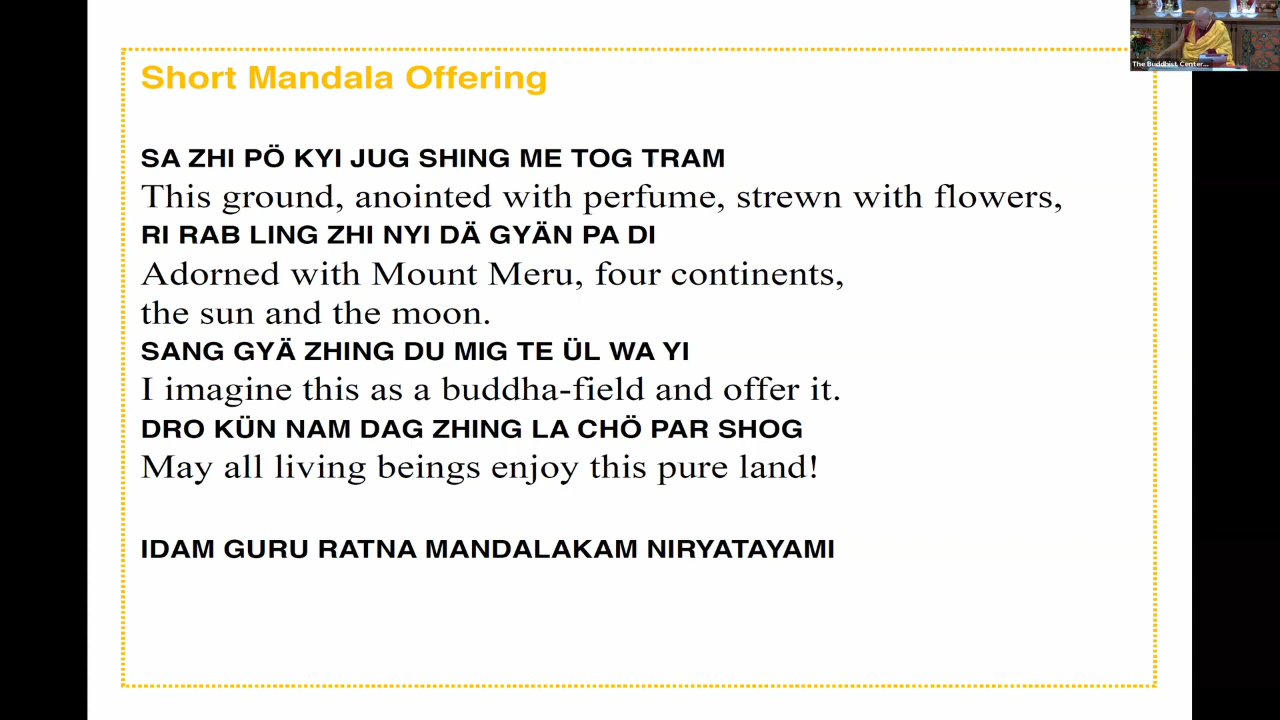 Short Mandala Offering
SA ZHI PÖ KYI JUG SHING ME TOG TRAM
This ground, anointed with perfume, strewn with flowers,
RI RAB LING ZHI NYI DÄ GYÄN PA DI
Adorned with Mount Meru, four continents,
the sun and the moon.
SANG GYÄ ZHING DU MIG TE ÜL WA YI
I imagine this as a buddha-field and offer it.
DRO KÜN NAM DAG ZHING LA CHÖ PAR SHOG
May all living beings enjoy this pure land!
IDAM GURU RATNA MANDALAKAM NIRYATAYAMI
The Buddhist Center...